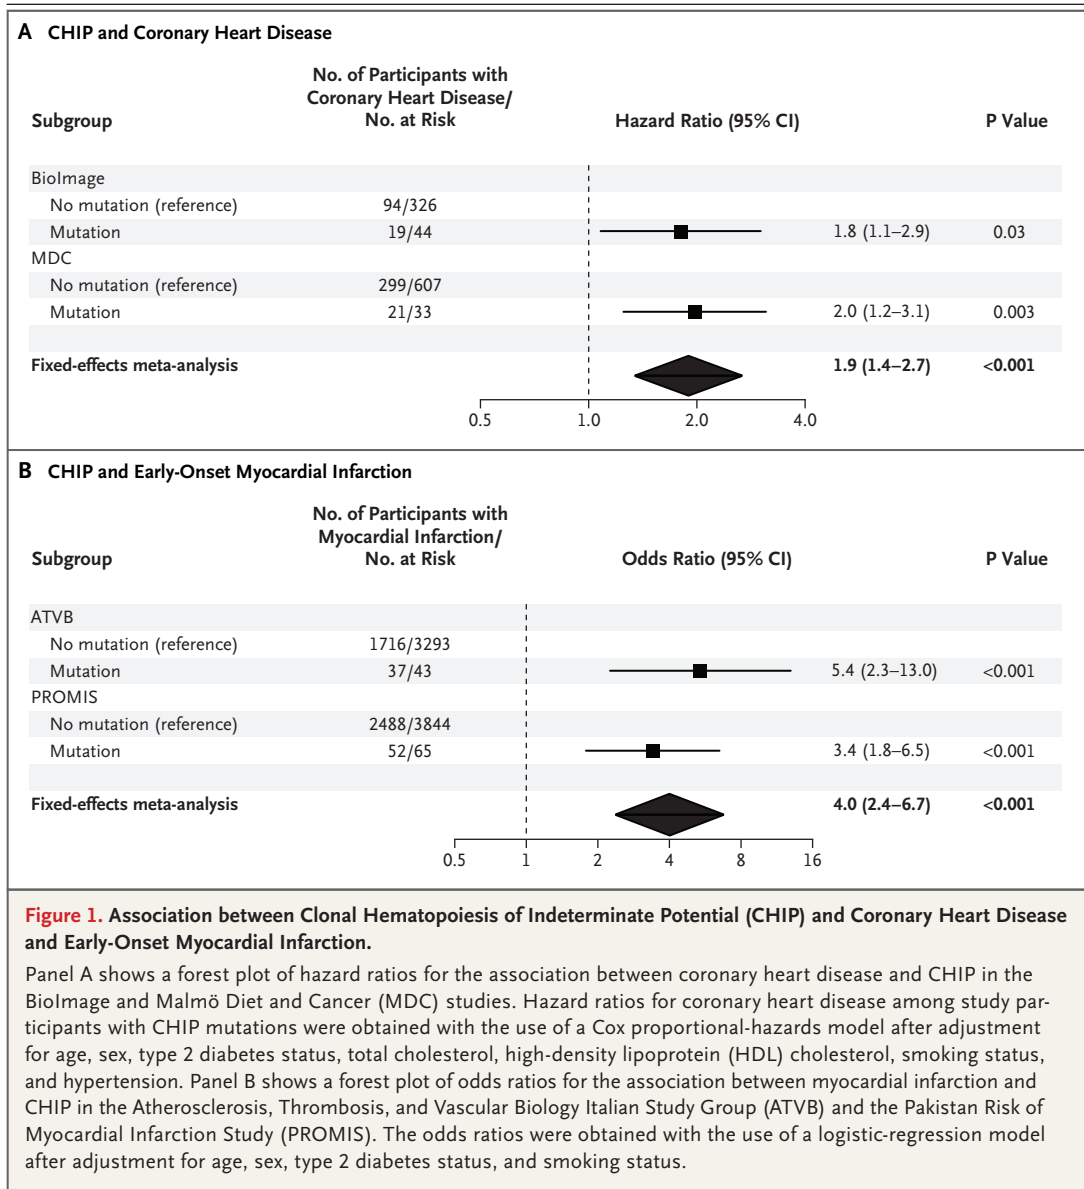 A CHIP and Coronary Heart Disease
Subgroup
No. of Participants with
Coronary Heart Disease/
No. at Risk
Hazard Ratio (95% CI)
P Value
BioImage
No mutation (reference) 94/326
Mutation 19/44 1.8 (1.1–2.9) 0.03
MDC
No mutation (reference) 299/607
Mutation 21/33 2.0 (1.2–3.1) 0.003
Fixed-effects meta-analysis 1.9 (1.4–2.7) <0.001
0.5 1.0 2.0 4.0
B CHIP and Early-Onset Myocardial Infarction
Subgroup
No. of Participants with
Myocardial Infarction/
No. at Risk
Odds Ratio (95% CI)
P Value
ATVB
No mutation (reference) 1716/3293
Mutation 37/43 5.4 (2.3–13.0) <0.001
PROMIS
No mutation (reference) 2488/3844
Mutation 52/65 3.4 (1.8–6.5) <0.001
Fixed-effects meta-analysis 4.0 (2.4–6.7) <0.001
0.5 1 2 4 8 16
Figure 1. Association between Clonal Hematopoiesis of Indeterminate Potential (CHIP) and Coronary Heart Disease
and Early-Onset Myocardial Infarction.
Panel A shows a forest plot of hazard ratios for the association between coronary heart disease and CHIP in the
BioImage and Malmö Diet and Cancer (MDC) studies. Hazard ratios for coronary heart disease among study par-
ticipants with CHIP mutations were obtained with the use of a Cox proportional-hazards model after adjustment
for age, sex, type 2 diabetes status, total cholesterol, high-density lipoprotein (HDL) cholesterol, smoking status,
and hypertension. Panel B shows a forest plot of odds ratios for the association between myocardial infarction and
CHIP in the Atherosclerosis, Thrombosis, and Vascular Biology Italian Study Group (ATVB) and the Pakistan Risk of
Myocardial Infarction Study (PROMIS). The odds ratios were obtained with the use of a logistic-regression model
after adjustment for age, sex, type 2 diabetes status, and smoking status.